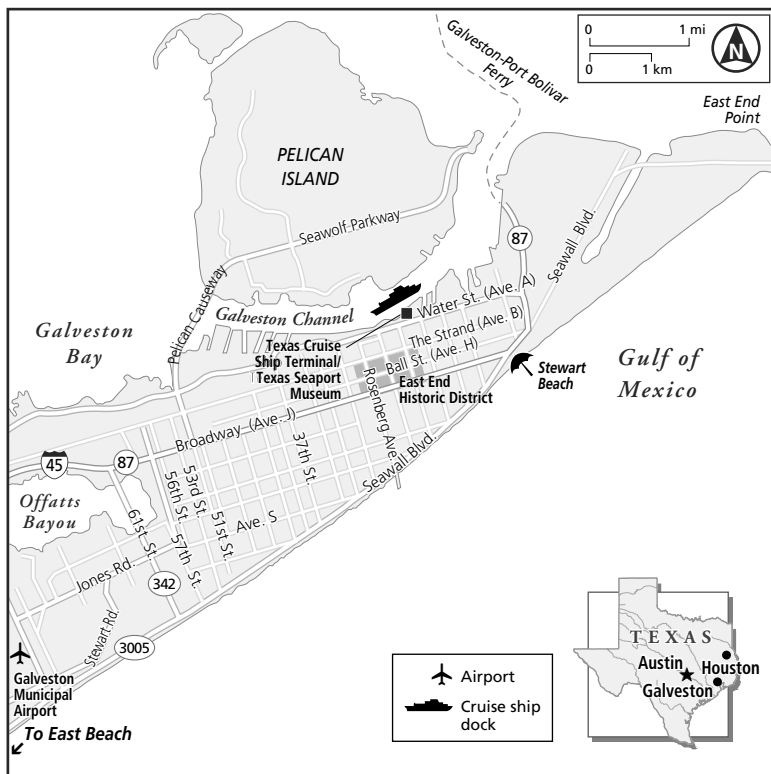 Galveston-Port Bolivar
Ferry
0 1 mi
0 1 km
N
East End
Point
PELICAN
ISLAND
Seawolf Parkway
87
Seawall Blvd.
Pelican Causeway
Galveston Channel
Water St. (Ave. A)
Galveston
Bay
The Strand (Ave. B)
Texas Cruise
Ship Terminal/
Texas Seaport
Museum
Ball St. (Ave. H)
East End
Historic District
Stewart
Beach
Gulf of
Mexico
Rosenberg Ave.
Broadway (Ave. J)
37th St.
Seawall Blvd.
45
87
53rd St.
56th St.
51st St.
57th St.
61st St.
Offatts
Bayou
Ave. S
Jones Rd.
342
Stewart Rd.
3005
Galveston
Municipal
Airport
To East Beach
Airport
Cruise ship
dock
TEXAS
Austin
Houston
Galveston